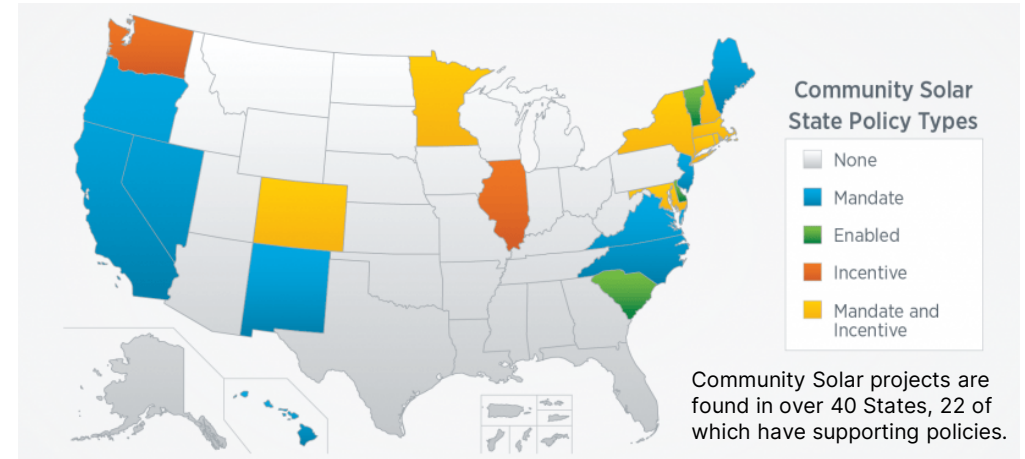 Community Solar
State Policy Types
None
Mandate
Enabled
Incentive
Mandate and
Incentive
Community Solar projects are
found in over 40 States, 22 of
which have supporting policies.